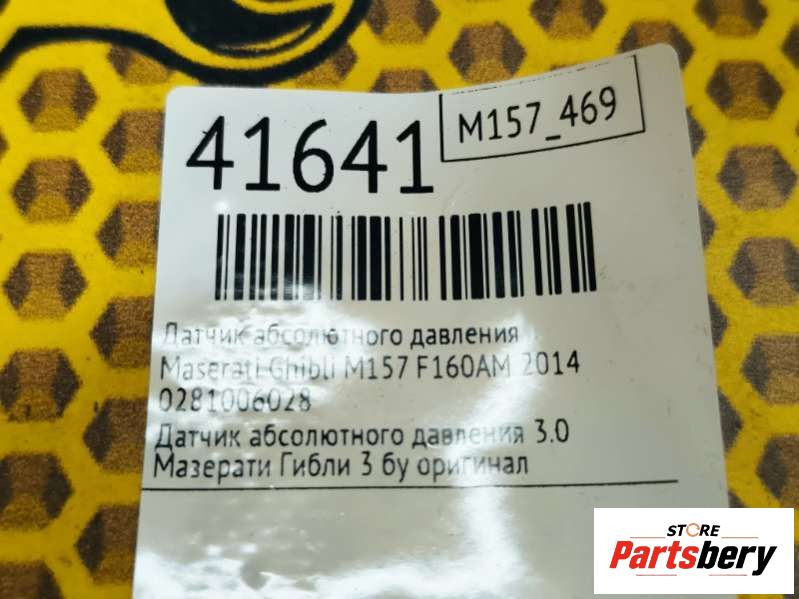 41641
M157_469
Датчик абсолютного давления
Maserati Ghibli M157 F160AM 2014
0281006028
Датчик абсолютного давления 3.0
Мазерати Гибли 3 бу оригинал
STORE
Partsbery